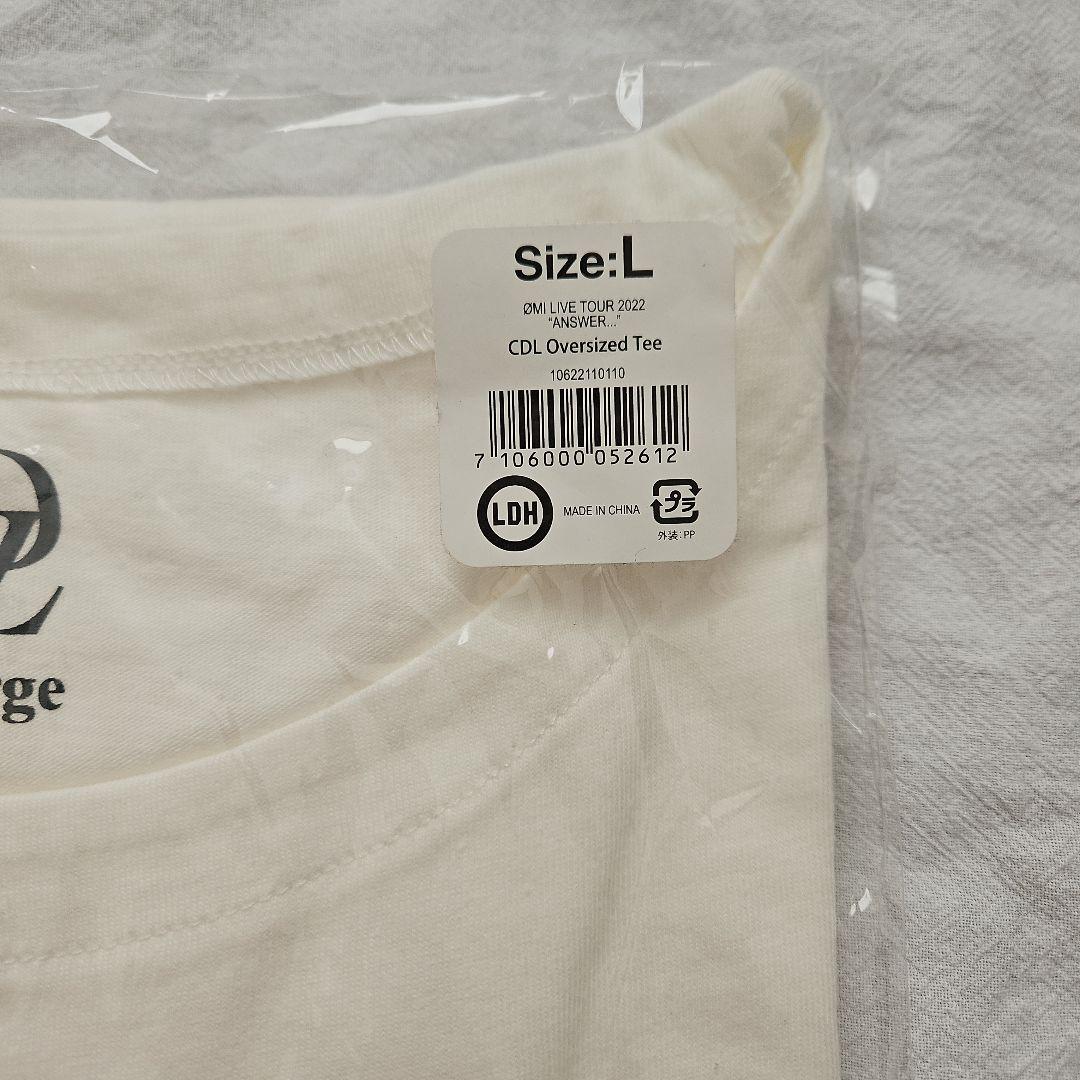 Size:L
ØMI LIVE TOUR 2022
“ANSWER...”
CDL Oversized Tee
10622110110
7 106000 052612
LDH
MADE IN CHINA
プラ
外装:PP
rge